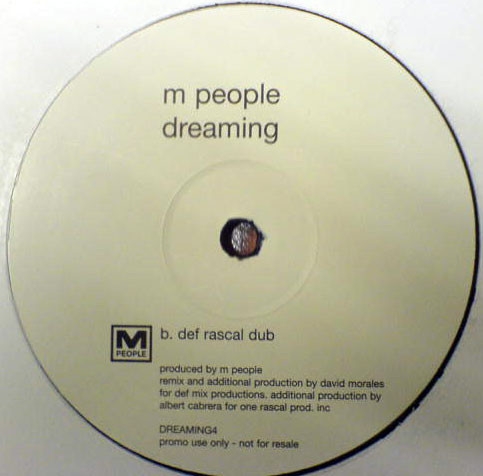 m people
dreaming
M
PEOPLE
b. def rascal dub
produced by m people
remix and additional production by david morales
for def mix productions. additional production by
albert cabrera for one rascal prod. inc
DREAMING4
promo use only - not for resale